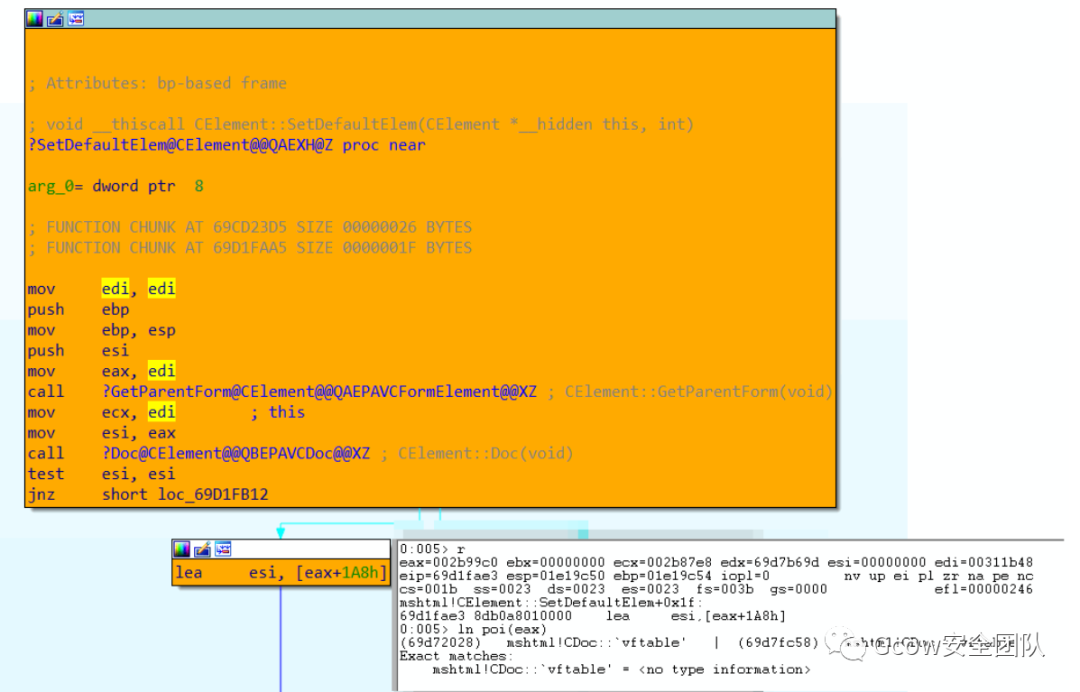 ; Attributes: bp-based frame
; void __thiscall CElement::SetDefaultElem(CElement *__hidden this, int)
?SetDefaultElem@CElement@@QAEXH@Z proc near
arg_0= dword ptr  8
; FUNCTION CHUNK AT 69CD23D5 SIZE 00000026 BYTES
; FUNCTION CHUNK AT 69D1FAA5 SIZE 0000001F BYTES
mov     edi, edi
push    ebp
mov     ebp, esp
push    esi
mov     eax, edi
call    ?GetParentForm@CElement@@QAEPAVCFormElement@@XZ ; CElement::GetParentForm(void)
mov     ecx, edi        ; this
mov     esi, eax
call    ?Doc@CElement@@QBEPAVCDoc@@XZ ; CElement::Doc(void)
test    esi, esi
jnz     short loc_69D1FB12
lea     esi, [eax+1A8h]
0:005> r
eax=002b99c0 ebx=00000000 ecx=002b87e8 edx=69d7b69d esi=00000000 edi=00311b48
eip=69d1fae3 esp=01e19c50 ebp=01e19c54 iopl=0         nv up ei pl zr na pe nc
cs=001b  ss=0023  ds=0023  es=0023  fs=003b  gs=0000             efl=00000246
mshtml!CElement::SetDefaultElem+0x1f:
69d1fae3 8db0a8010000    lea     esi,[eax+1A8h]
0:005> ln poi(eax)
(69d72028)   mshtml!CDoc::`vftable'   |  (69d7fc58)
Exact matches:
    mshtml!CDoc::`vftable' = <no type information>
Gcow安全团队